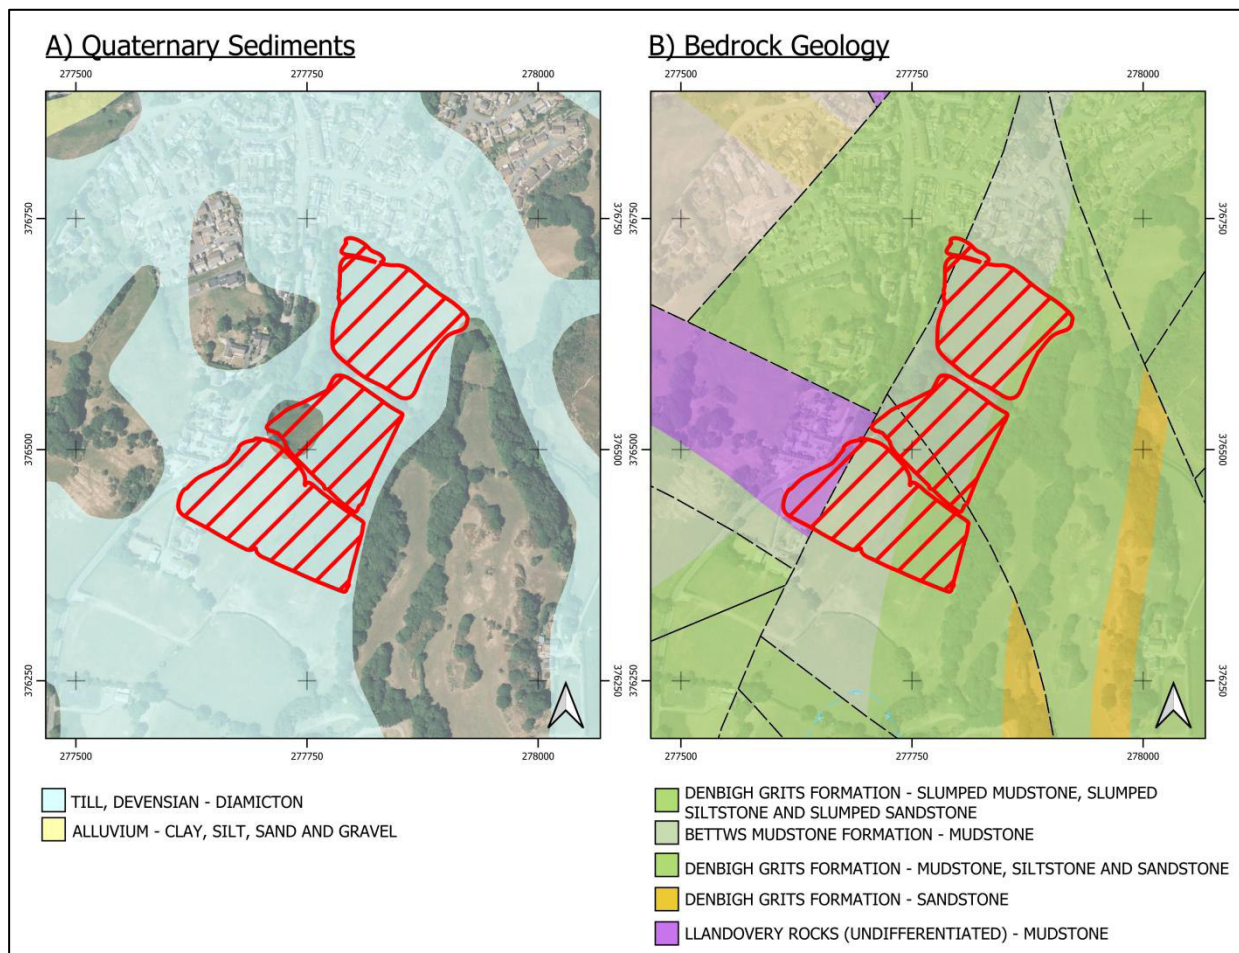 A) Quaternary Sediments
277500 277750 278000
376750 376750
376500 376500
376250 376250
277500 277750 278000
TILL, DEVENSIAN - DIAMICTON
ALLUVIUM - CLAY, SILT, SAND AND GRAVEL
B) Bedrock Geology
277500 277750 278000
376750 376750
376500 376500
376250 376250
277500 277750 278000
DENBIGH GRITS FORMATION - SLUMPED MUDSTONE, SLUMPED
SILTSTONE AND SLUMPED SANDSTONE
BETTWS MUDSTONE FORMATION - MUDSTONE
DENBIGH GRITS FORMATION - MUDSTONE, SILTSTONE AND SANDSTONE
DENBIGH GRITS FORMATION - SANDSTONE
LLANDOVERY ROCKS (UNDIFFERENTIATED) - MUDSTONE